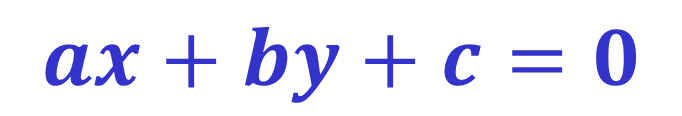 ax + by + c = 0